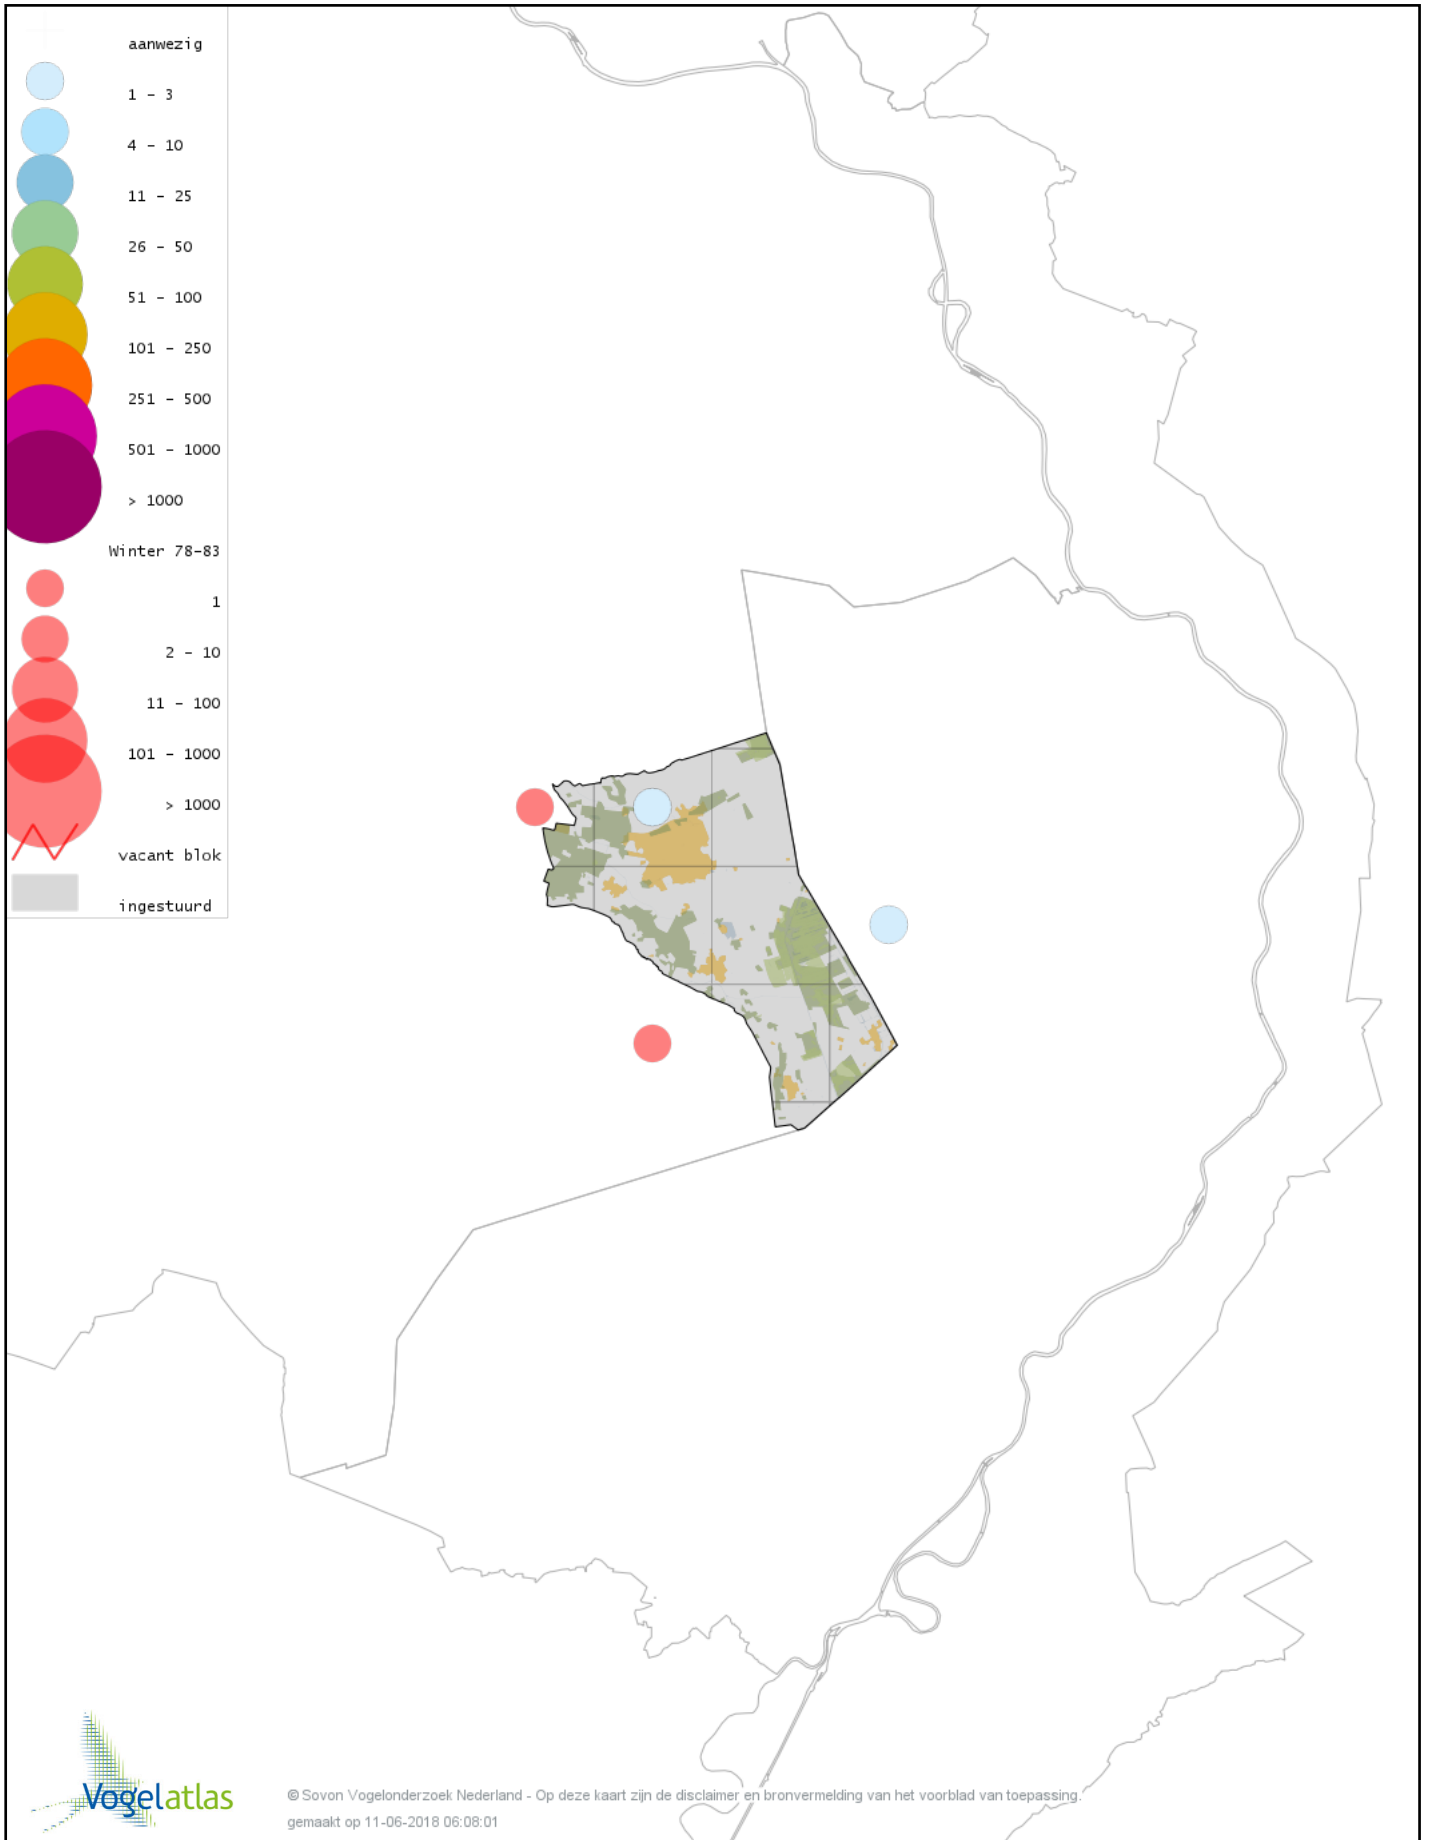 aanwezig
1 - 3
4 - 10
11 - 25
26 - 50
51 - 100
101 - 250
251 - 500
501 - 1000
> 1000
Winter 78-83
1
2 - 10
11 - 100
101 - 1000
> 1000
vacant blok
ingestuurd
Vogelatlas
© Sovon Vogelonderzoek Nederland - Op deze kaart zijn de disclaimer en bronvermelding van het voorblad van toepassing.
gemaakt op 11-06-2018 06:08:01